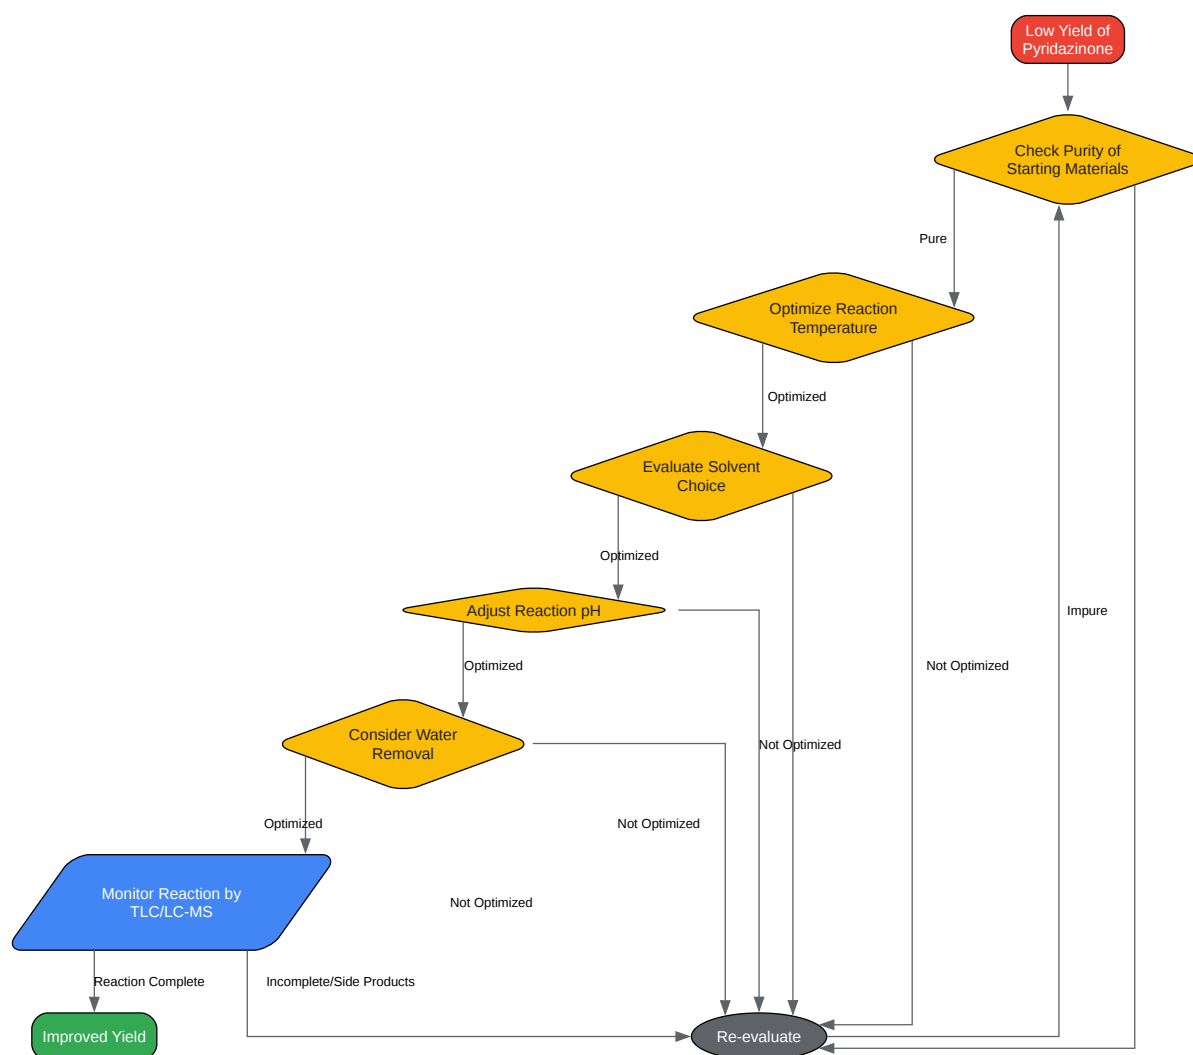 Low Yield of
Pyridazinone
Check Purity of
Starting Materials
Pure
Optimize Reaction
Temperature
Optimized
Evaluate Solvent
Choice
Optimized
Adjust Reaction pH
Impure
Optimized
Not Optimized
Consider Water
Removal
Not Optimized
Optimized
Not Optimized
Monitor Reaction by
TLC/LC-MS
Not Optimized
Reaction Complete
Incomplete/Side Products
Improved Yield
Re-evaluate